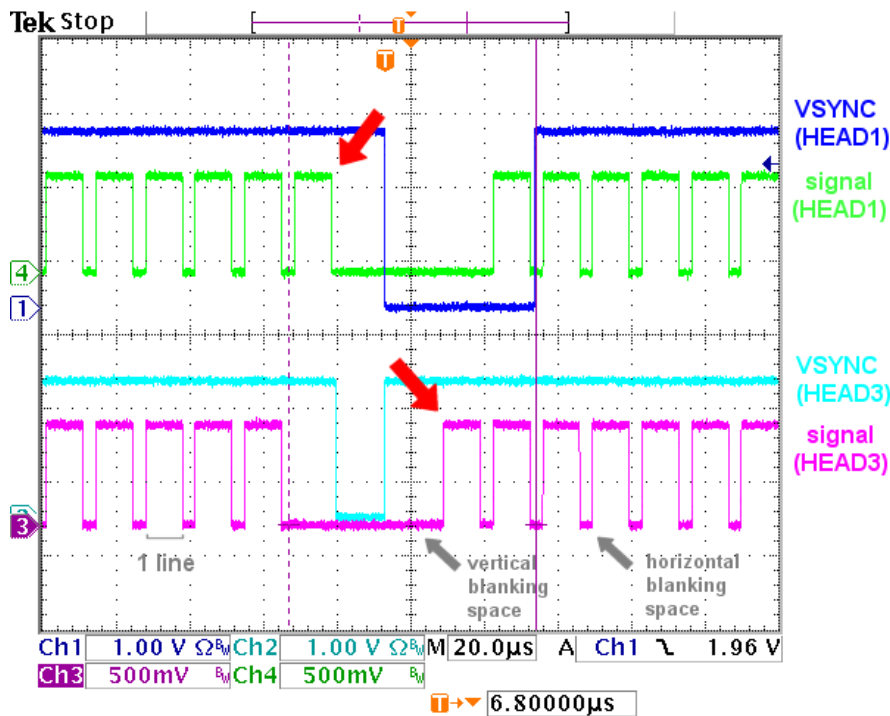 Tek Stop
T
T
VSYNC
(HEAD1)
signal
(HEAD1)
4
1
VSYNC
(HEAD3)
signal
(HEAD3)
3
1 line
vertical
blanking
space
horizontal
blanking
space
Ch1 1.00 V ΩBW Ch2 1.00 V ΩBW M 20.0µs A Ch1 1.96 V
Ch3 500mV BW Ch4 500mV BW
T 6.80000µs